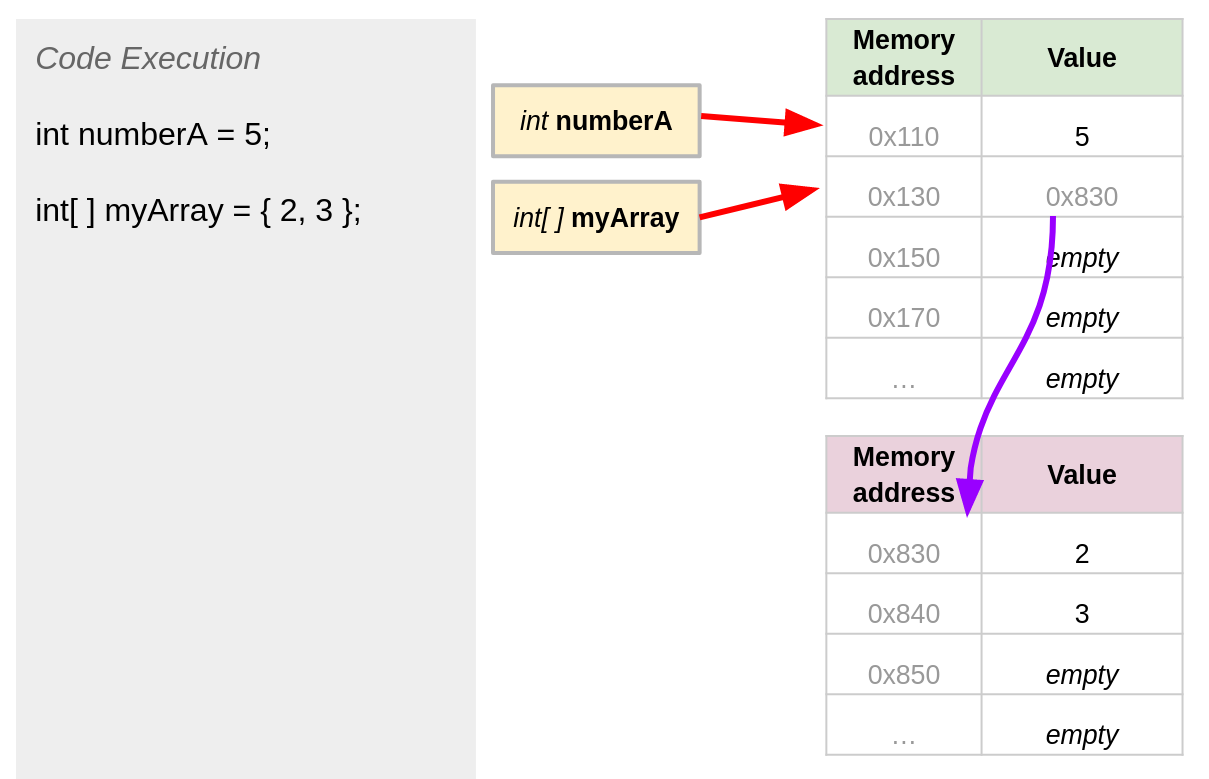 Code Execution
int numberA = 5;
int[ ] myArray = { 2, 3 };
int numberA
int[ ] myArray
Memory
address
Value
0x110
5
0x130
0x830
0x150
empty
0x170
empty
…
empty
Memory
address
Value
0x830
2
0x840
3
0x850
empty
…
empty